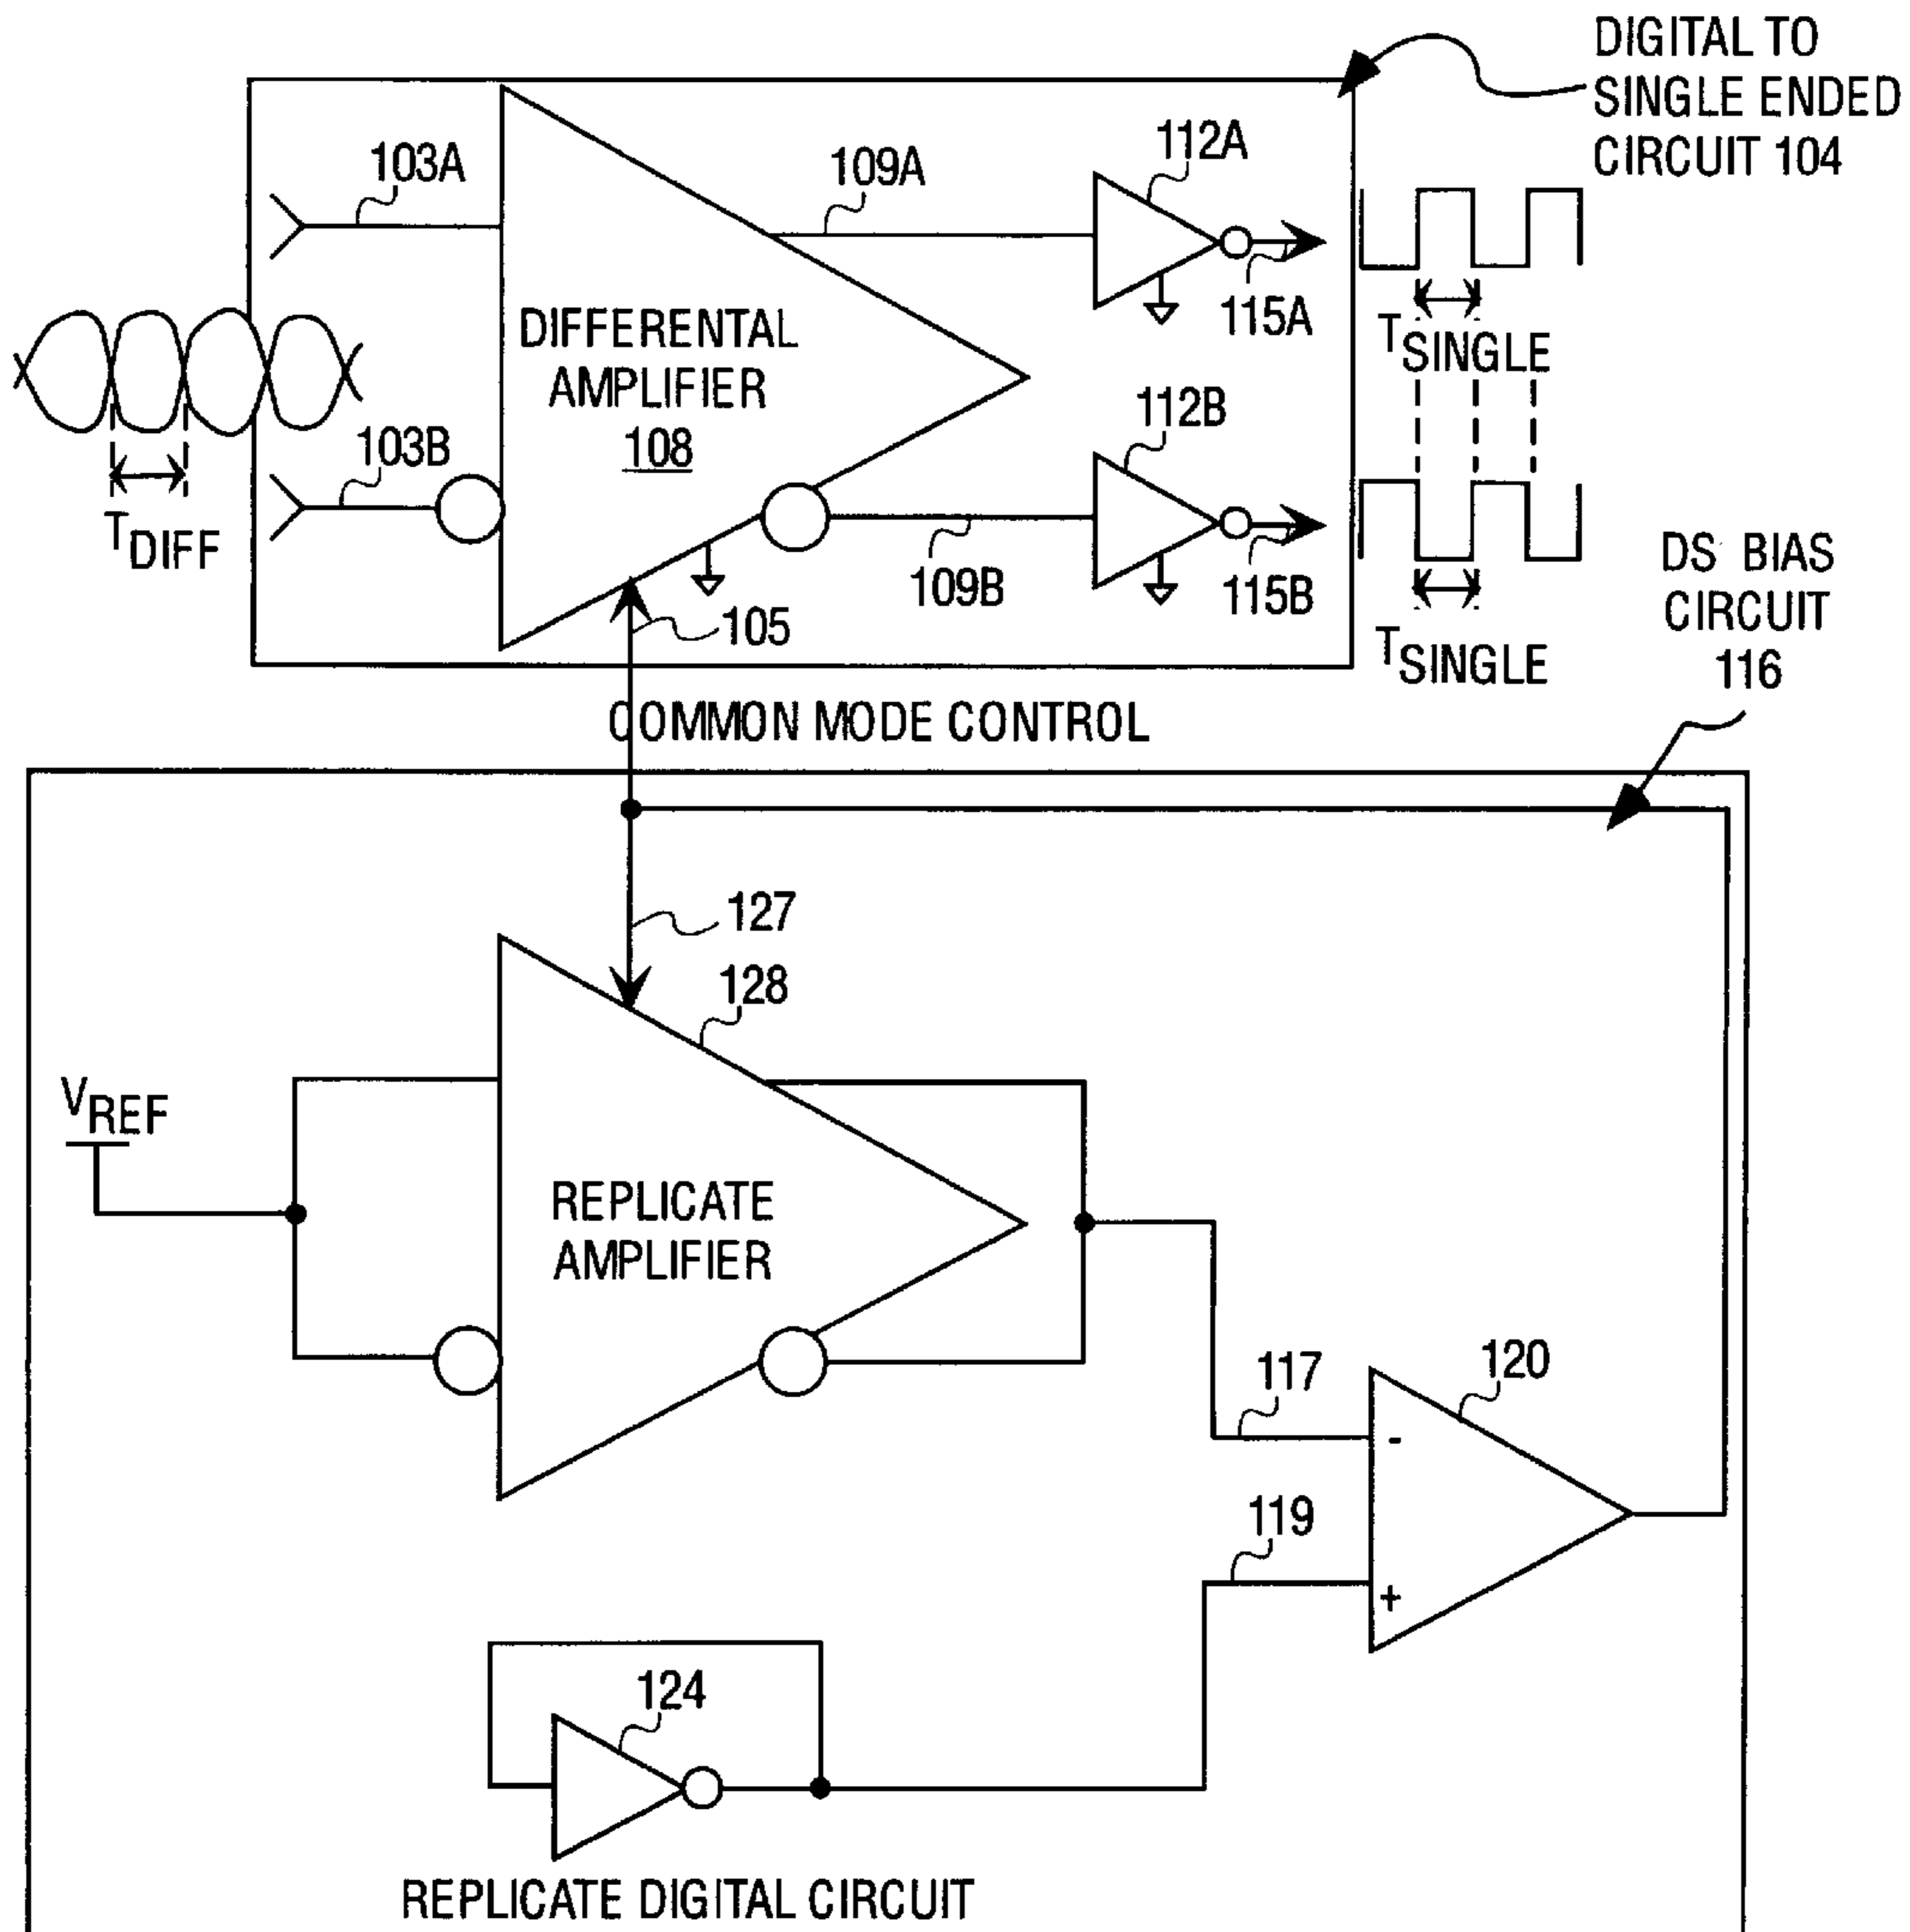 DIGITAL TO
SINGLE ENDED
CIRCUIT 104
103A
109A
112A
115A
TSINGLE
DIFFERENTAL
AMPLIFIER
108
103B
TDIFF
112B
109B
115B
TSINGLE
105
DS BIAS
CIRCUIT
116
COMMON MODE CONTROL
127
128
VREF
REPLICATE
AMPLIFIER
117
-
120
119
+
124
REPLICATE DIGITAL CIRCUIT